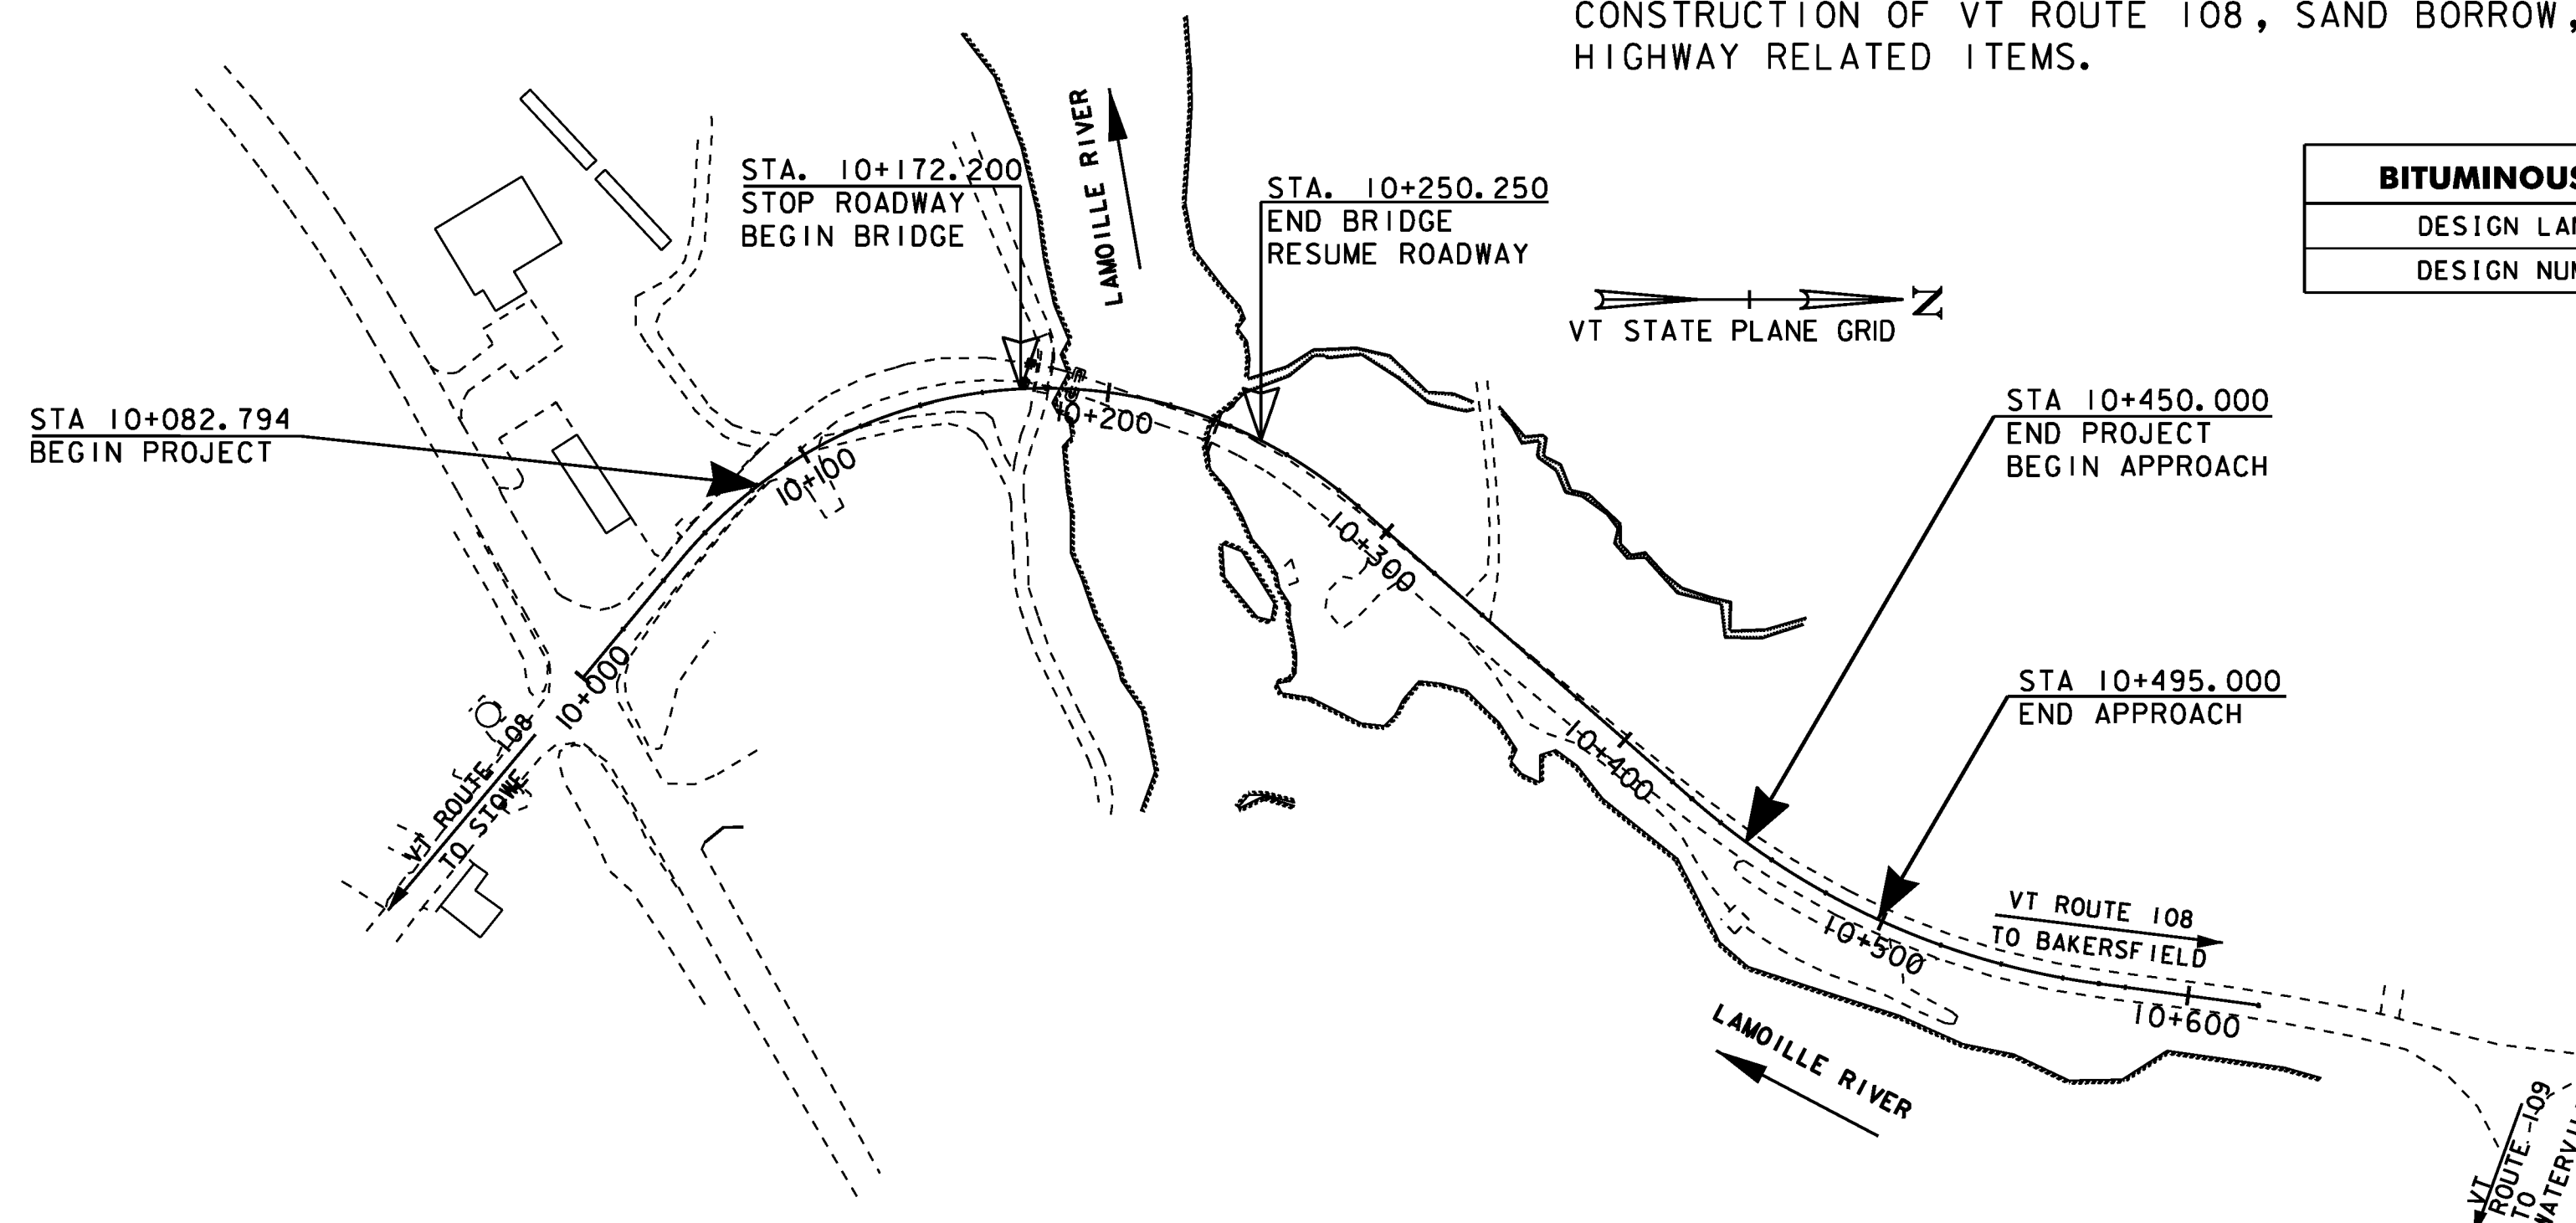 CONSTRUCTION OF VT ROUTE 108, SAND BORROW,
HIGHWAY RELATED ITEMS.
BITUMINOUS
DESIGN
DESIGN
STA. 10+172.200
STOP ROADWAY
BEGIN BRIDGE
LAMOILLE RIVER
STA. 10+250.250
END BRIDGE
RESUME ROADWAY
N
VT STATE PLANE GRID
STA 10+082.794
BEGIN PROJECT
STA 10+450.000
END PROJECT
BEGIN APPROACH
STA 10+495.000
END APPROACH
10+000
10+100
10+200
10+300
10+400
10+500
10+600
VT ROUTE 108
TO STOWE
VT ROUTE 108
TO BAKERSFIELD
LAMOILLE RIVER
VT
ROUTE 109
TO